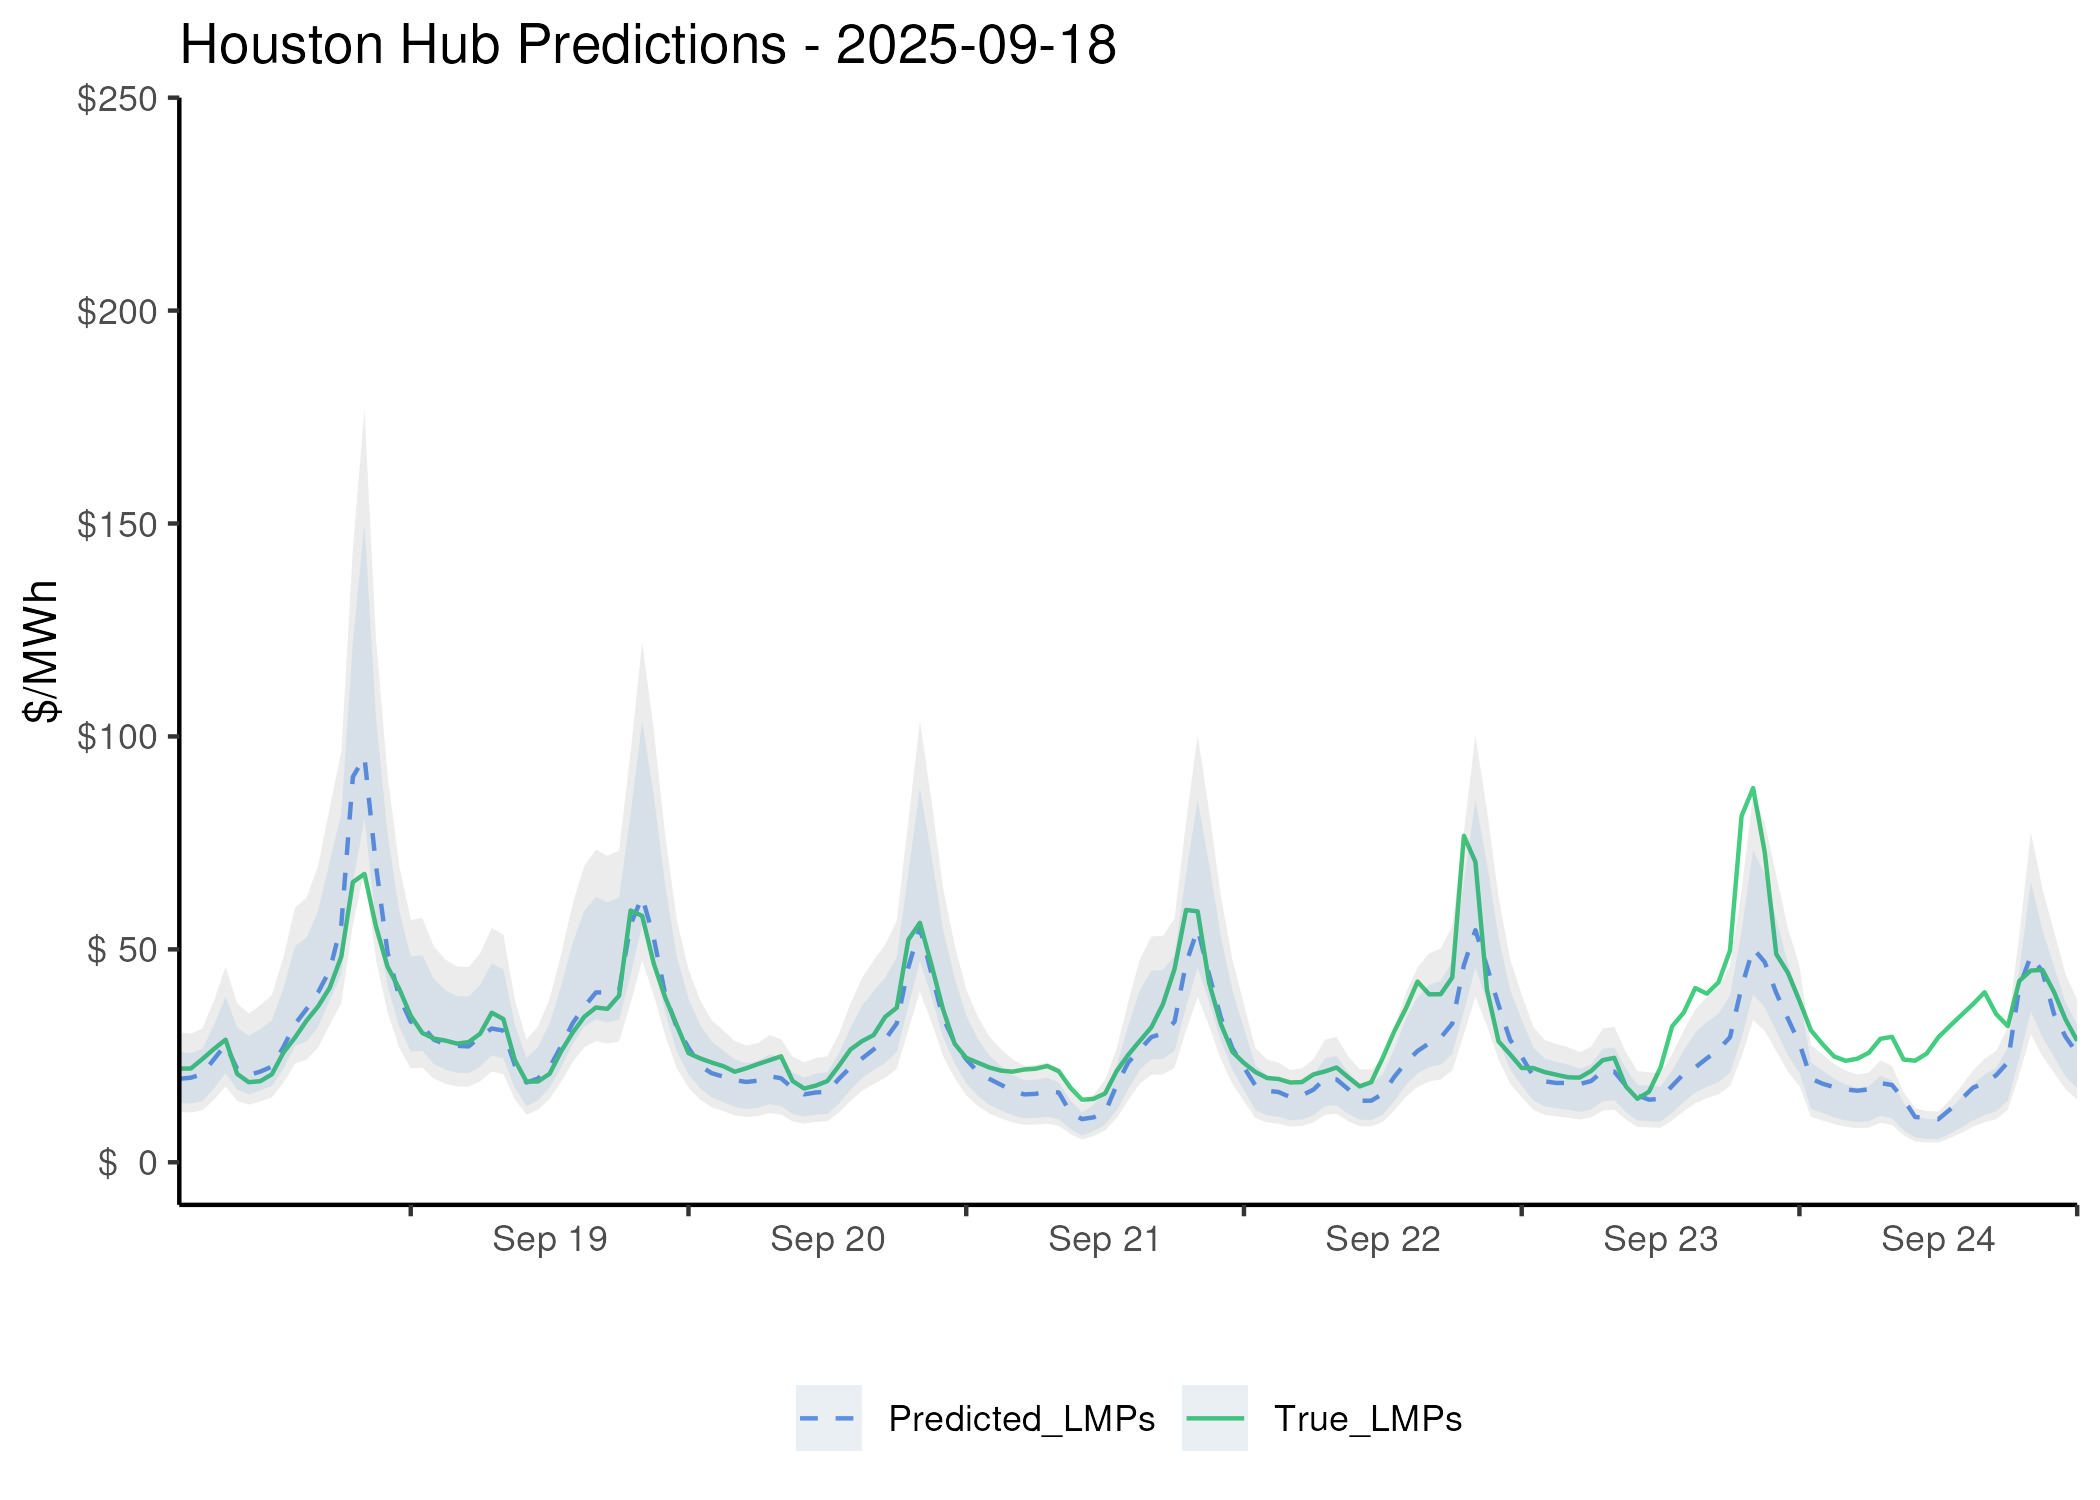 Houston Hub Predictions - 2025-09-18
$250
$200
$150
$100
$ 50
$  0
$/MWh
Sep 19 Sep 20 Sep 21 Sep 22 Sep 23 Sep 24
Predicted_LMPs True_LMPs